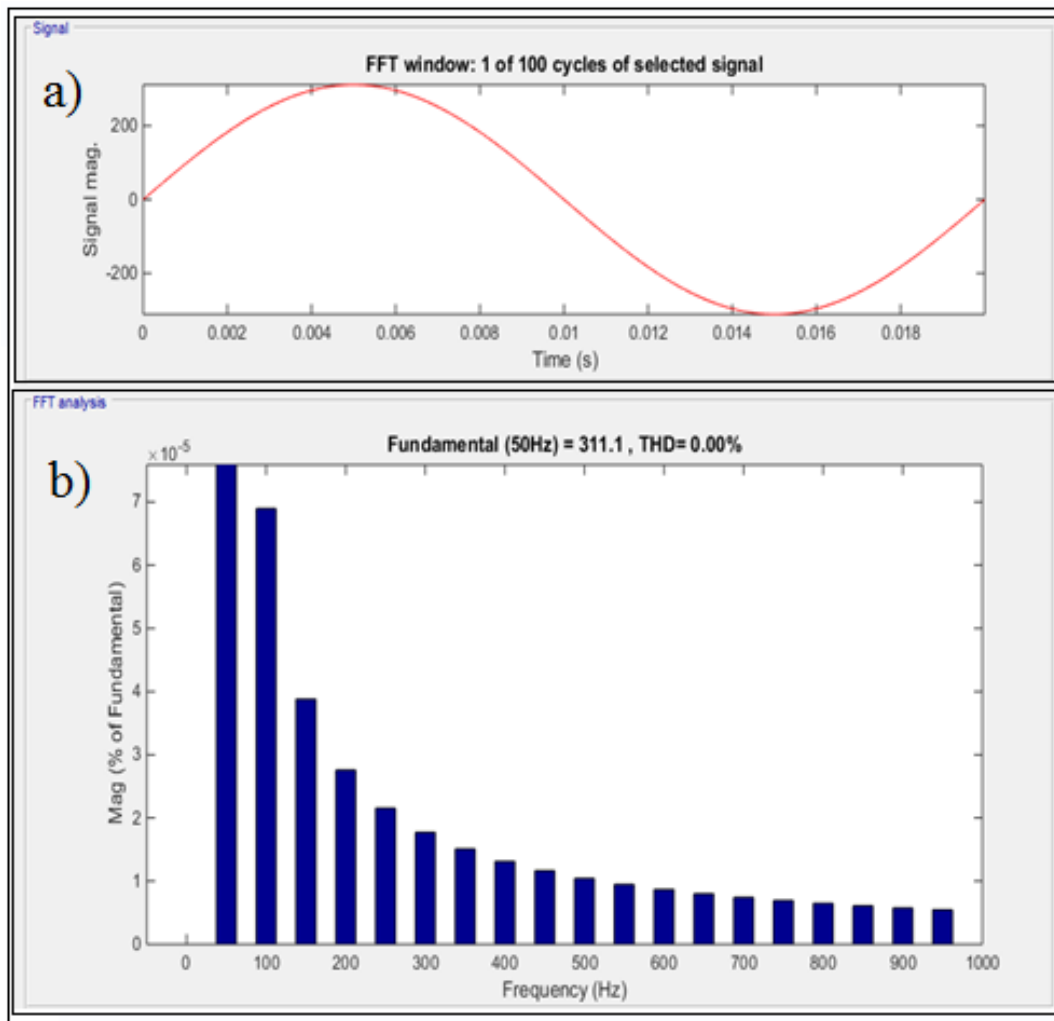 Signal
a)
FFT window: 1 of 100 cycles of selected signal
Signal mag.
200
0
-200
0 0.002 0.004 0.006 0.008 0.01 0.012 0.014 0.016 0.018
Time (s)
FFT analysis
b)
×10⁻⁵
Fundamental (50Hz) = 311.1 , THD= 0.00%
Mag (% of Fundamental)
7
6
5
4
3
2
1
0
0 100 200 300 400 500 600 700 800 900 1000
Frequency (Hz)